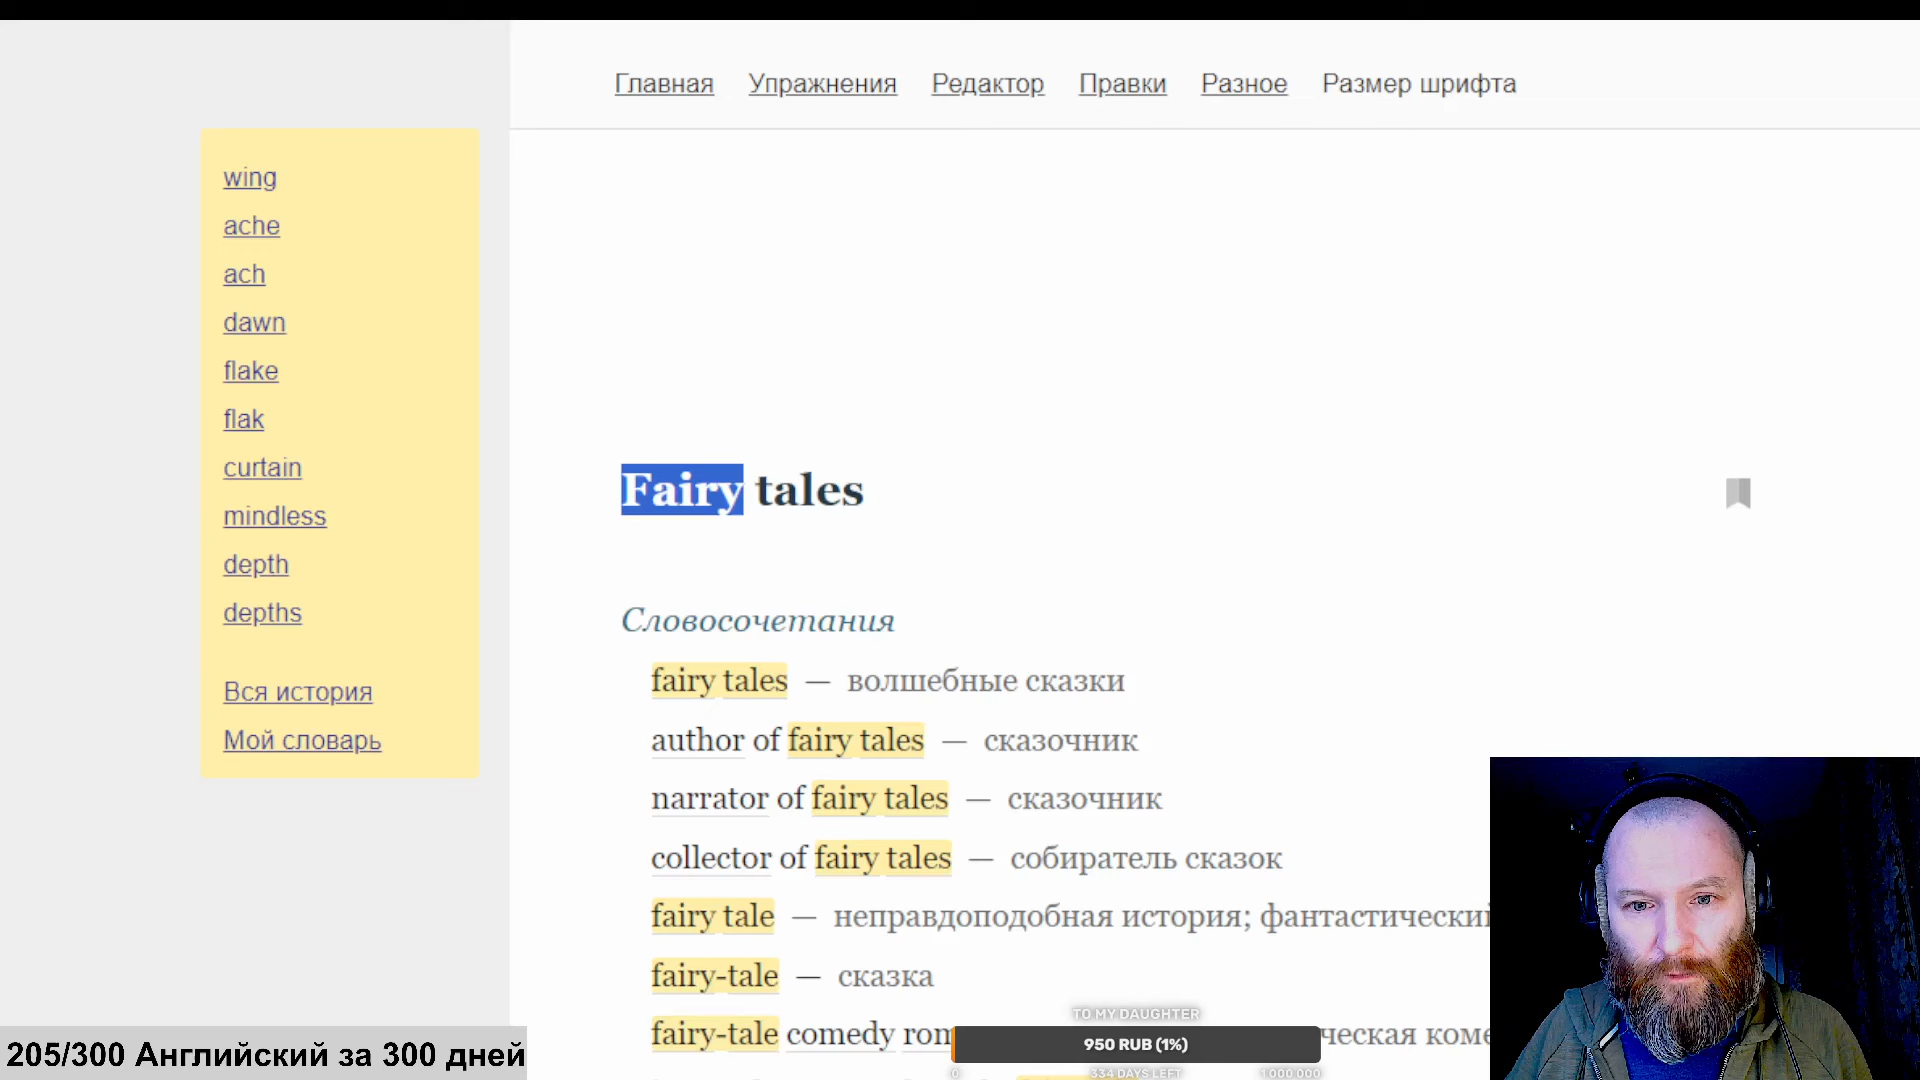 Главная Упражнения Редактор Правки Разное Размер шрифта
wing
ache
ach
dawn
flake
flak
curtain
mindless
depth
depths
Вся история
Мой словарь
Fairy tales
Словосочетания
fairy tales — волшебные сказки
author of fairy tales — сказочник
narrator of fairy tales — сказочник
collector of fairy tales — собиратель сказок
fairy tale — неправдоподобная история; фантастический
fairy-tale — сказка
fairy-tale comedy rom ческая коме
TO MY DAUGHTER
950 RUB (1%)
0 334 DAYS LEFT 1 000 000
205/300 Английский за 300 дней